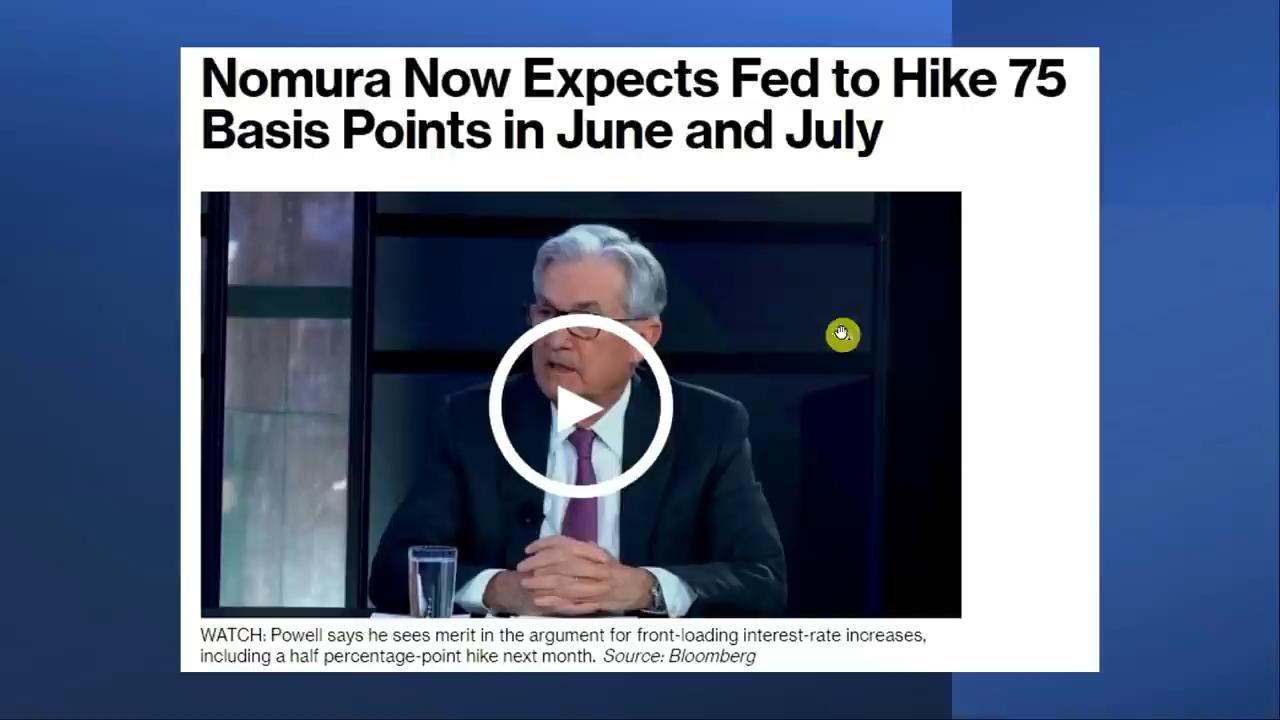 Nomura Now Expects Fed to Hike 75
Basis Points in June and July
WATCH: Powell says he sees merit in the argument for front-loading interest-rate increases,
including a half percentage-point hike next month. Source: Bloomberg